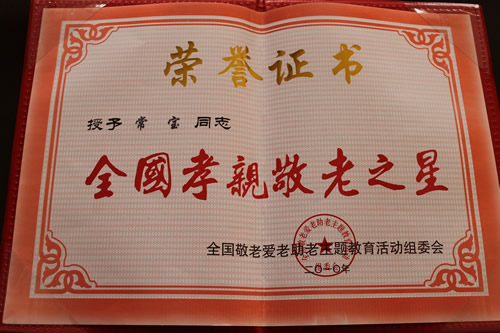 荣誉证书
授予 常 宝 同志
全國孝親敬老之星
全国敬老爱老助老主题教育活动组委会
二〇一〇年